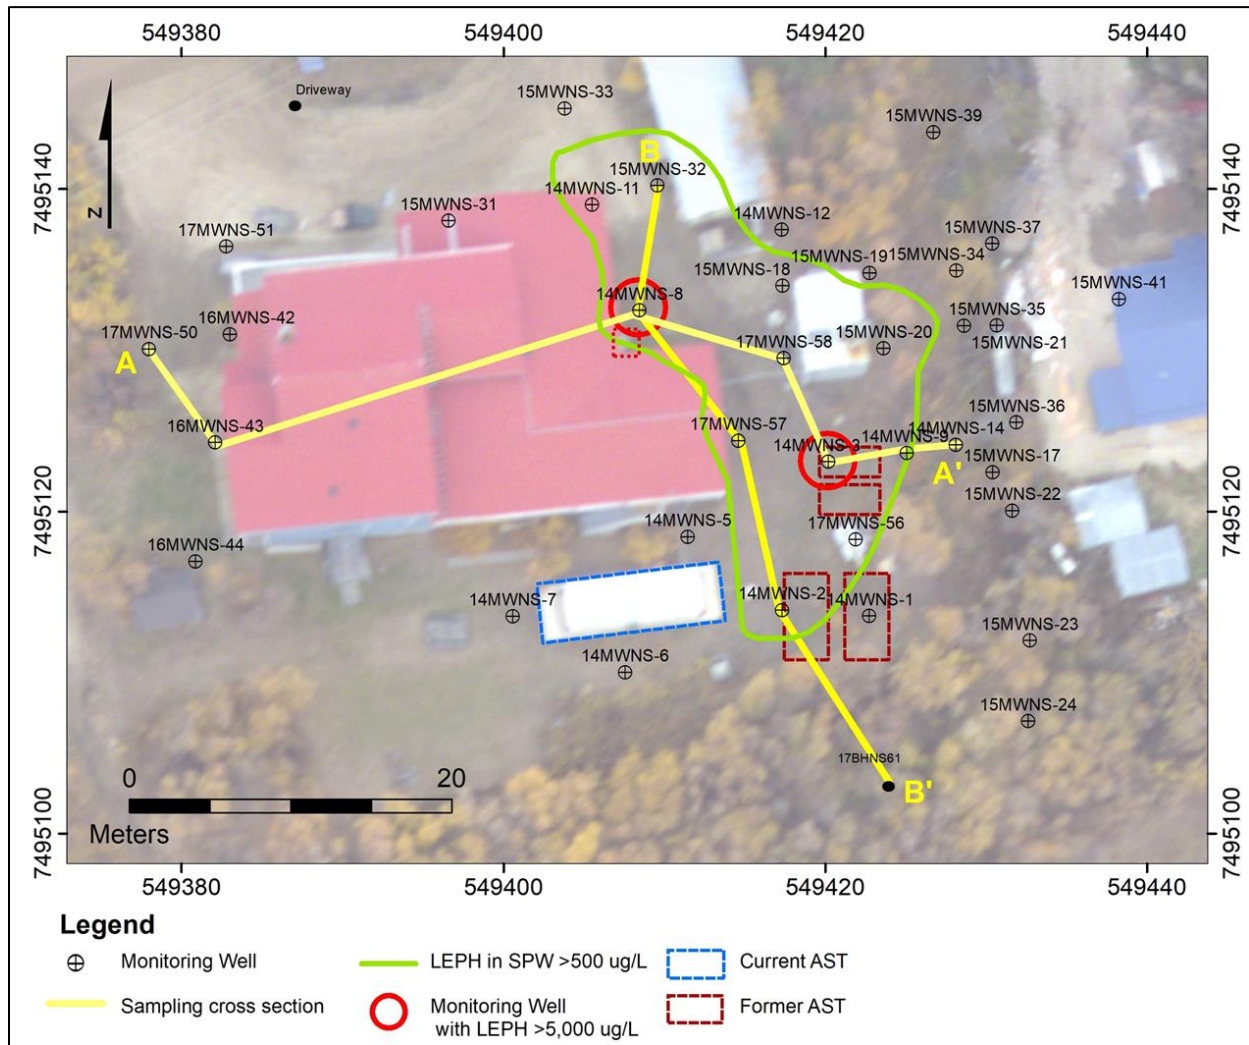 549380
549400
549420
549440
7495140
7495120
7495100
7495140
7495120
7495100
N
Driveway
15MWNS-33
15MWNS-39
B
15MWNS-32
14MWNS-11
15MWNS-31
14MWNS-12
17MWNS-51
15MWNS-37
15MWNS-19
15MWNS-34
15MWNS-18
15MWNS-41
14MWNS-8
16MWNS-42
15MWNS-35
17MWNS-50
15MWNS-20
15MWNS-21
17MWNS-58
A
15MWNS-36
16MWNS-43
17MWNS-57
14MWNS-3
14MWNS-9
14MWNS-14
A'
15MWNS-17
15MWNS-22
14MWNS-5
17MWNS-56
16MWNS-44
14MWNS-7
14MWNS-2
14MWNS-1
15MWNS-23
14MWNS-6
15MWNS-24
17BHNS61
B'
0
20
Meters
549380
549400
549420
549440
Legend
Monitoring Well
Sampling cross section
LEPH in SPW >500 ug/L
Monitoring Well
with LEPH >5,000 ug/L
Current AST
Former AST